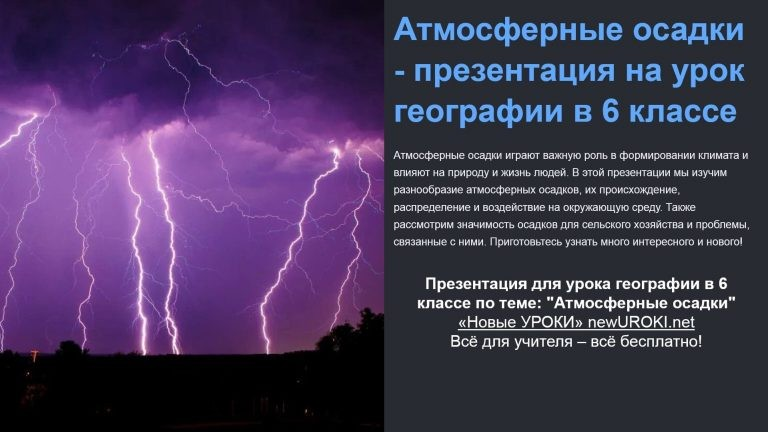 Атмосферные осадки
- презентация на урок
географии в 6 классе
Атмосферные осадки играют важную роль в формировании климата и
влияют на природу и жизнь людей. В этой презентации мы изучим
разнообразие атмосферных осадков, их происхождение,
распределение и воздействие на окружающую среду. Также
рассмотрим значимость осадков для сельского хозяйства и проблемы,
связанные с ними. Приготовьтесь узнать много интересного и нового!
Презентация для урока географии в 6
классе по теме: "Атмосферные осадки"
«Новые УРОКИ» newUROKI.net
Всё для учителя – всё бесплатно!